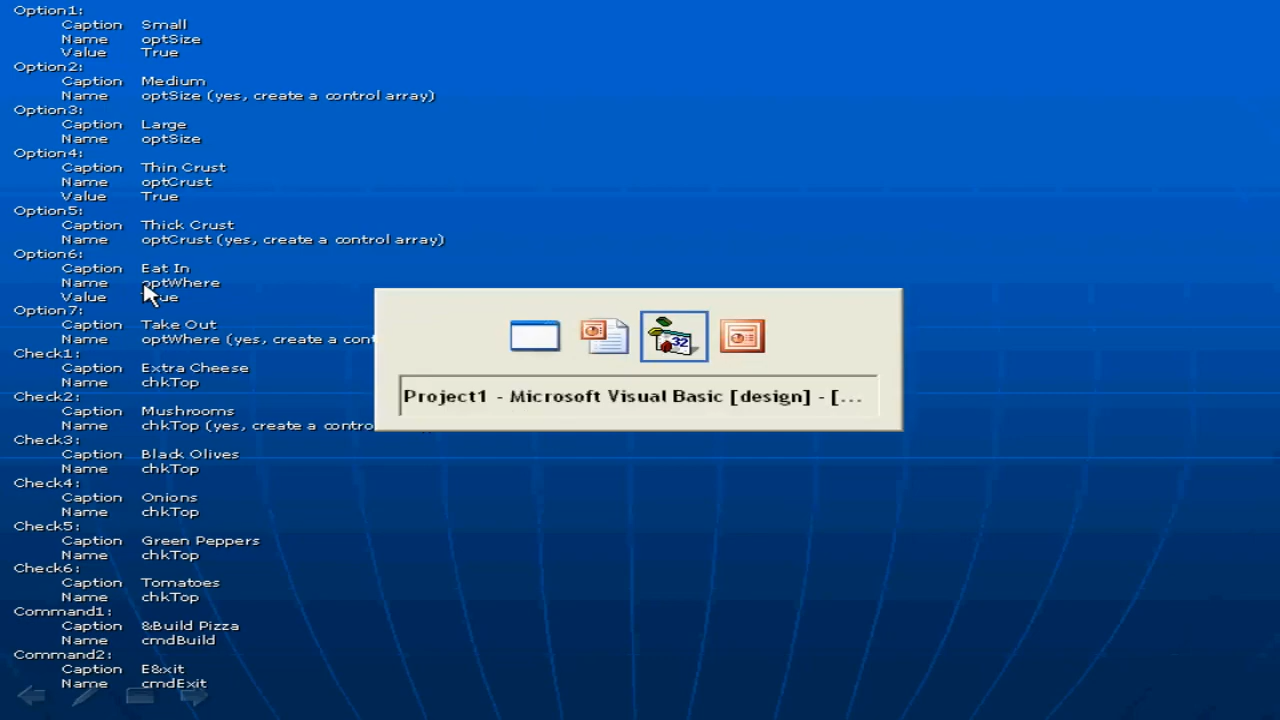 Option1:
Caption Small
Name optSize
Value True
Option2:
Caption Medium
Name optSize (yes, create a control array)
Option3:
Caption Large
Name optSize
Option4:
Caption Thin Crust
Name optCrust
Value True
Option5:
Caption Thick Crust
Name optCrust (yes, create a control array)
Option6:
Caption Eat In
Name optWhere
Value True
Option7:
Caption Take Out
Name optWhere (yes, create a cont
Check1:
Caption Extra Cheese
Name chkTop
Check2:
Caption Mushrooms
Name chkTop (yes, create a contro
Check3:
Caption Black Olives
Name chkTop
Check4:
Caption Onions
Name chkTop
Check5:
Caption Green Peppers
Name chkTop
Check6:
Caption Tomatoes
Name chkTop
Command1:
Caption &Build Pizza
Name cmdBuild
Command2:
Caption E&xit
Name cmdExit
32
Project1 - Microsoft Visual Basic [design] - [...